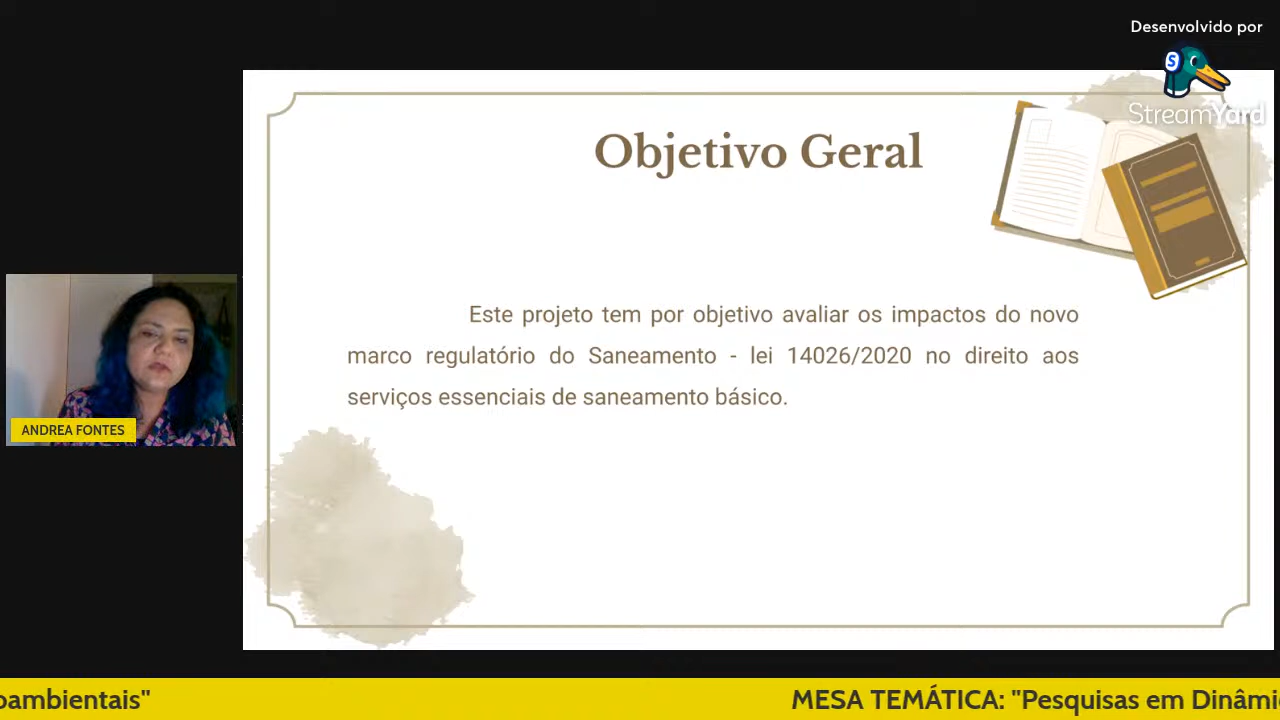 Desenvolvido por
StreamYard
Objetivo Geral
Este projeto tem por objetivo avaliar os impactos do novo
marco regulatório do Saneamento - lei 14026/2020 no direito aos
serviços essenciais de saneamento básico.
ANDREA FONTES
oambientais" MESA TEMÁTICA: "Pesquisas em Dinâmi